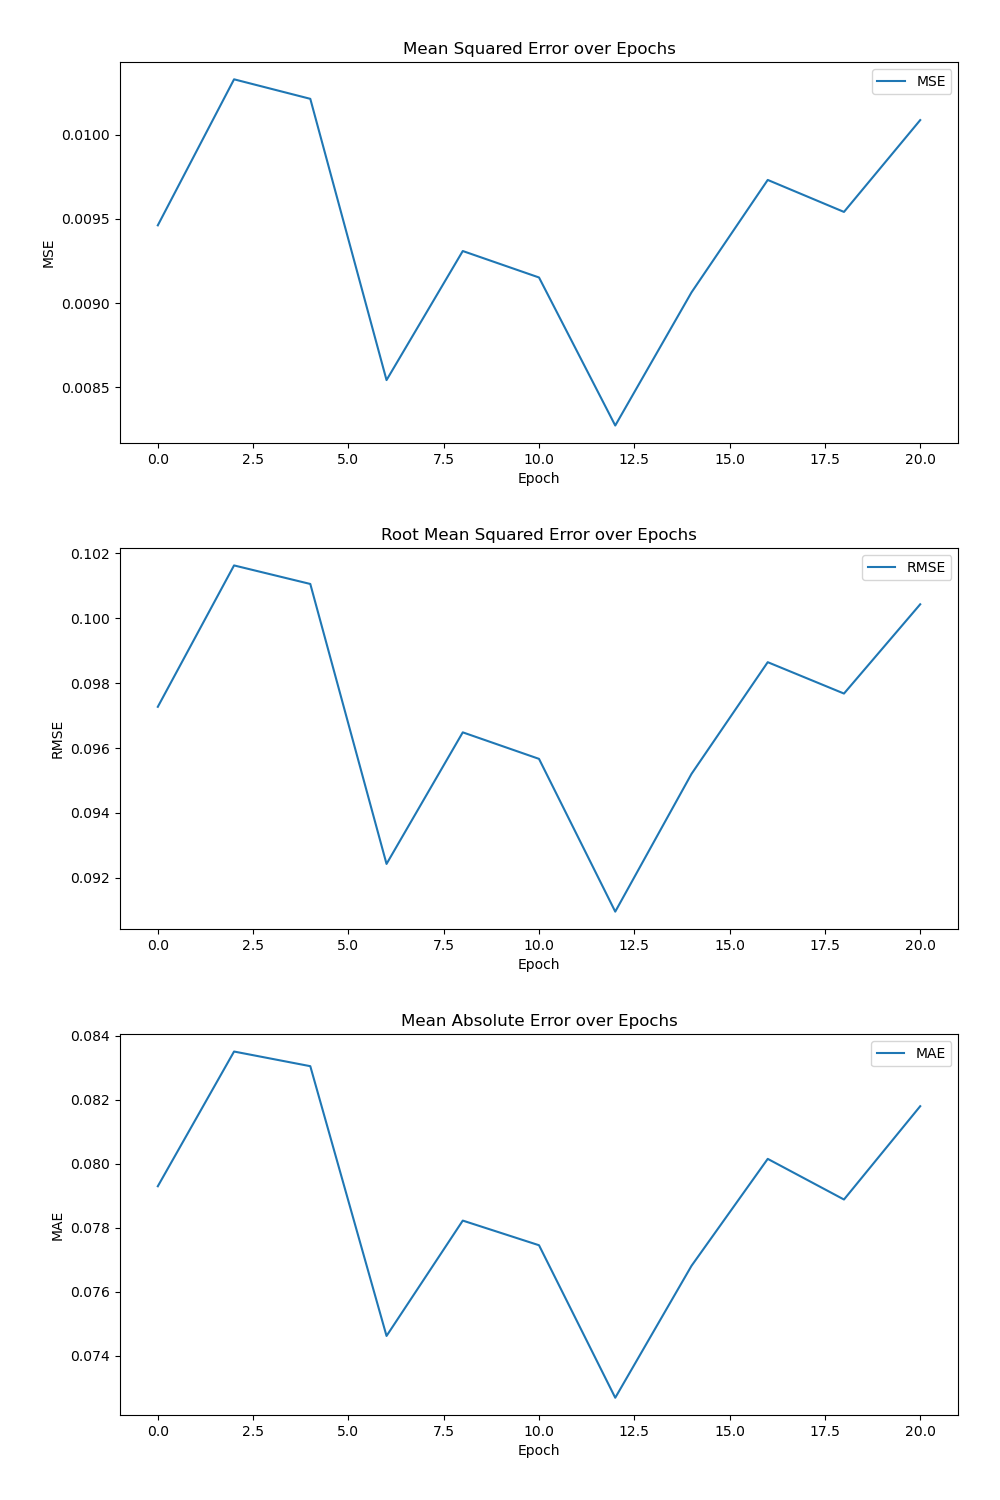 Mean Squared Error over Epochs
MSE
0.0100
0.0095
0.0090
0.0085
MSE
0.0 2.5 5.0 7.5 10.0 12.5 15.0 17.5 20.0
Epoch
Root Mean Squared Error over Epochs
RMSE
0.102
0.100
0.098
0.096
0.094
0.092
RMSE
0.0 2.5 5.0 7.5 10.0 12.5 15.0 17.5 20.0
Epoch
Mean Absolute Error over Epochs
MAE
0.084
0.082
0.080
0.078
0.076
0.074
MAE
0.0 2.5 5.0 7.5 10.0 12.5 15.0 17.5 20.0
Epoch